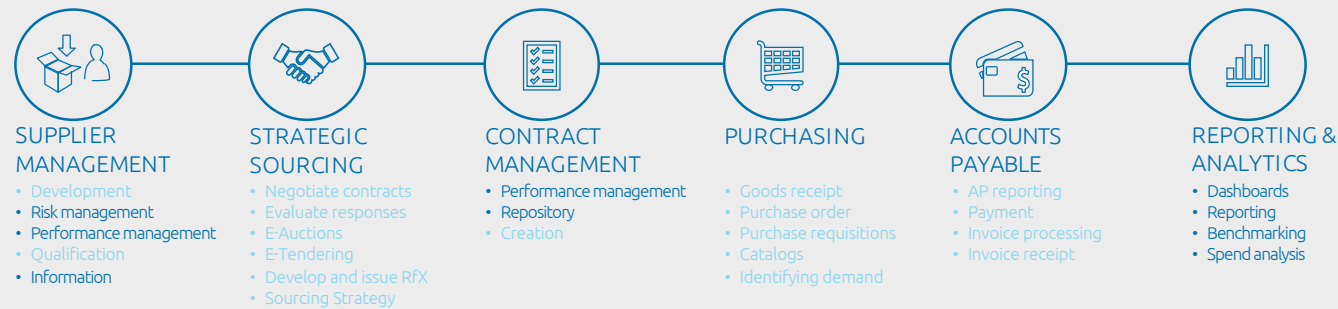 SUPPLIER
MANAGEMENT
• Development
• Risk management
• Performance management
• Qualification
• Information
STRATEGIC
SOURCING
• Negotiate contracts
• Evaluate responses
• E-Auctions
• E-Tendering
• Develop and issue RfX
• Sourcing Strategy
CONTRACT
MANAGEMENT
• Performance management
• Repository
• Creation
PURCHASING
• Goods receipt
• Purchase order
• Purchase requisitions
• Catalogs
• Identifying demand
$
ACCOUNTS
PAYABLE
• AP reporting
• Payment
• Invoice processing
• Invoice receipt
REPORTING &
ANALYTICS
• Dashboards
• Reporting
• Benchmarking
• Spend analysis